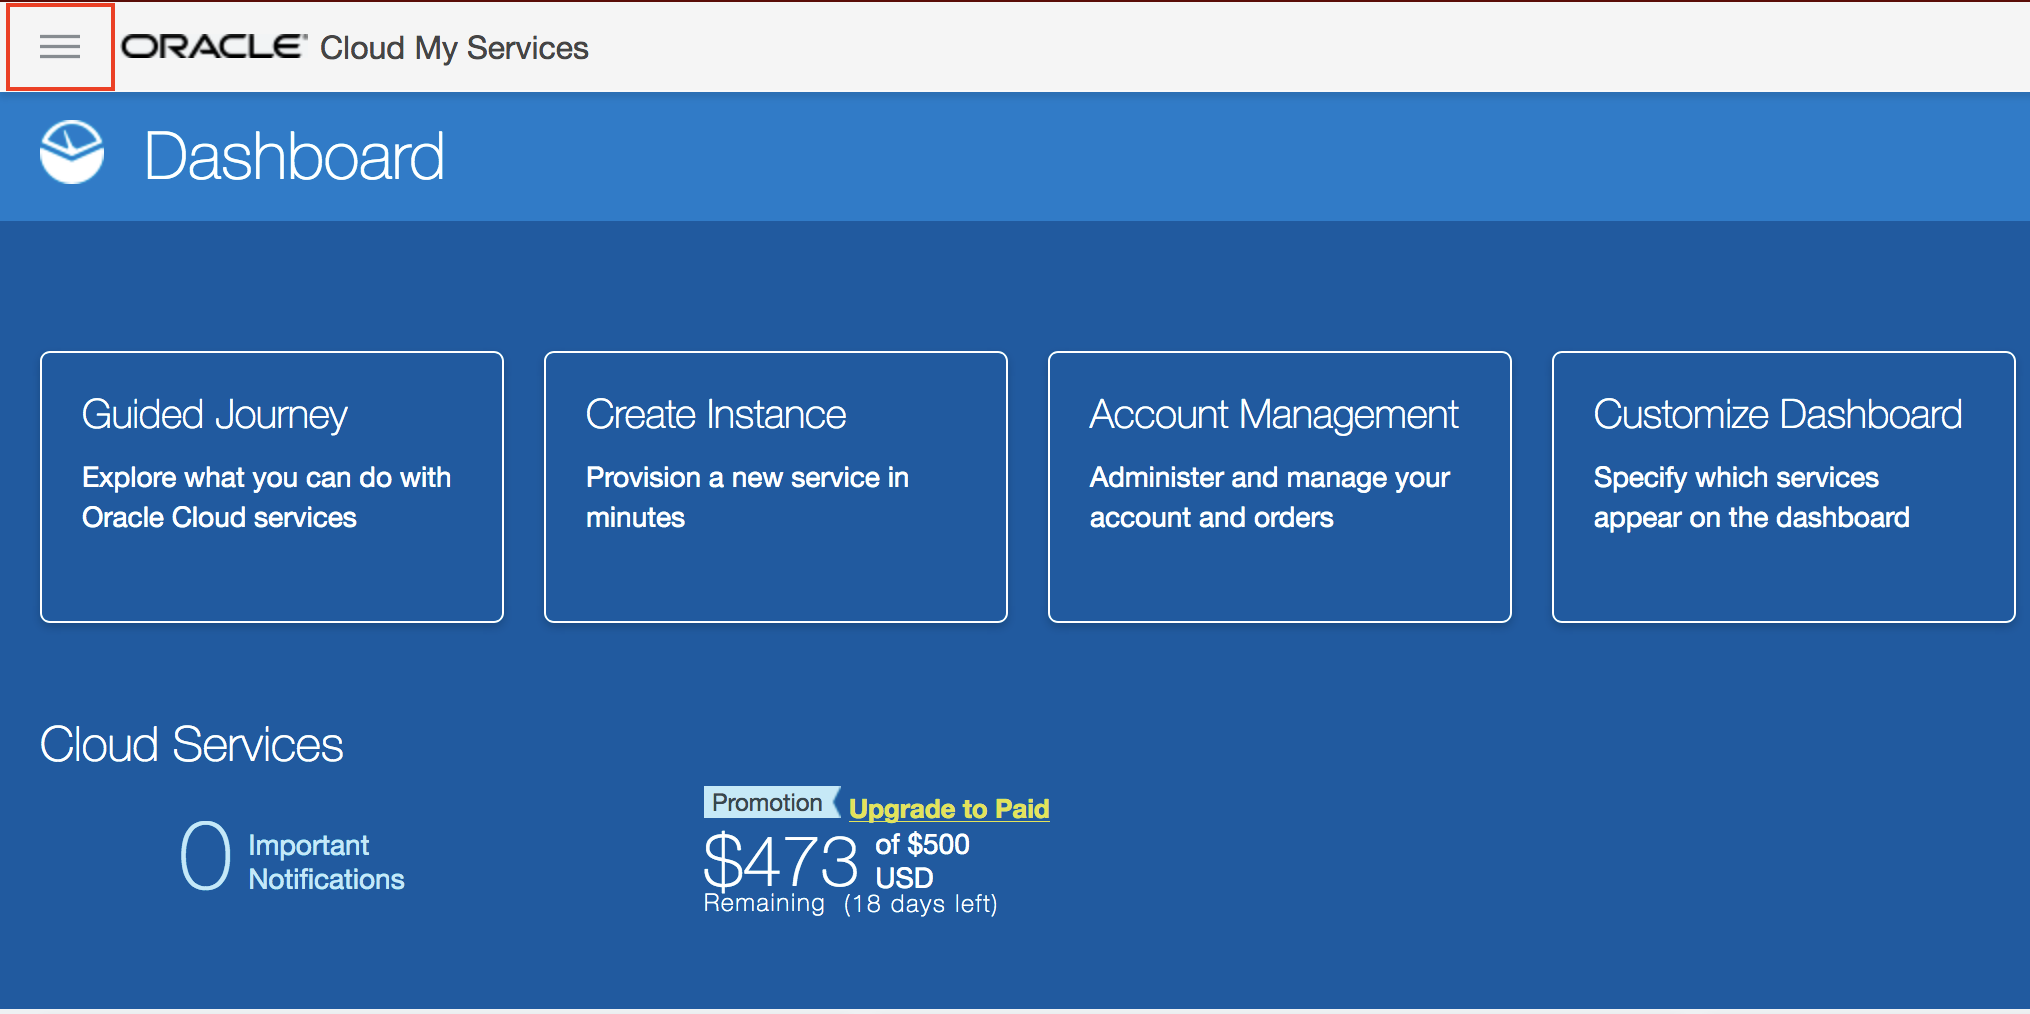 ORACLE Cloud My Services
Dashboard
Guided Journey
Explore what you can do with
Oracle Cloud services
Create Instance
Provision a new service in
minutes
Account Management
Administer and manage your
account and orders
Customize Dashboard
Specify which services
appear on the dashboard
Cloud Services
0 Important
Notifications
Promotion Upgrade to Paid
$473 of $500
USD
Remaining (18 days left)